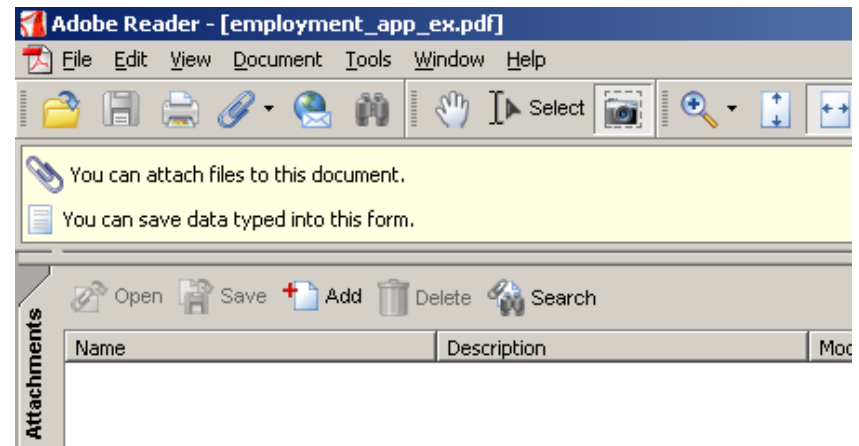 Adobe Reader - [employment_app_ex.pdf]
File Edit View Document Tools Window Help
Select
You can attach files to this document.
You can save data typed into this form.
Open Save Add Delete Search
Name Description Mod
Attachments